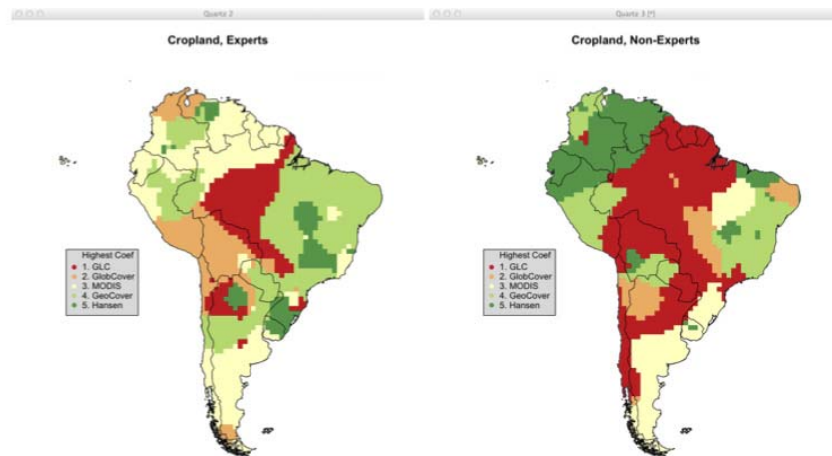 Quartz 2
Cropland, Experts
Highest Coef
1. GLC
2. GlobCover
3. MODIS
4. GeoCover
5. Hansen
Quartz 3 [*]
Cropland, Non-Experts
Highest Coef
1. GLC
2. GlobCover
3. MODIS
4. GeoCover
5. Hansen